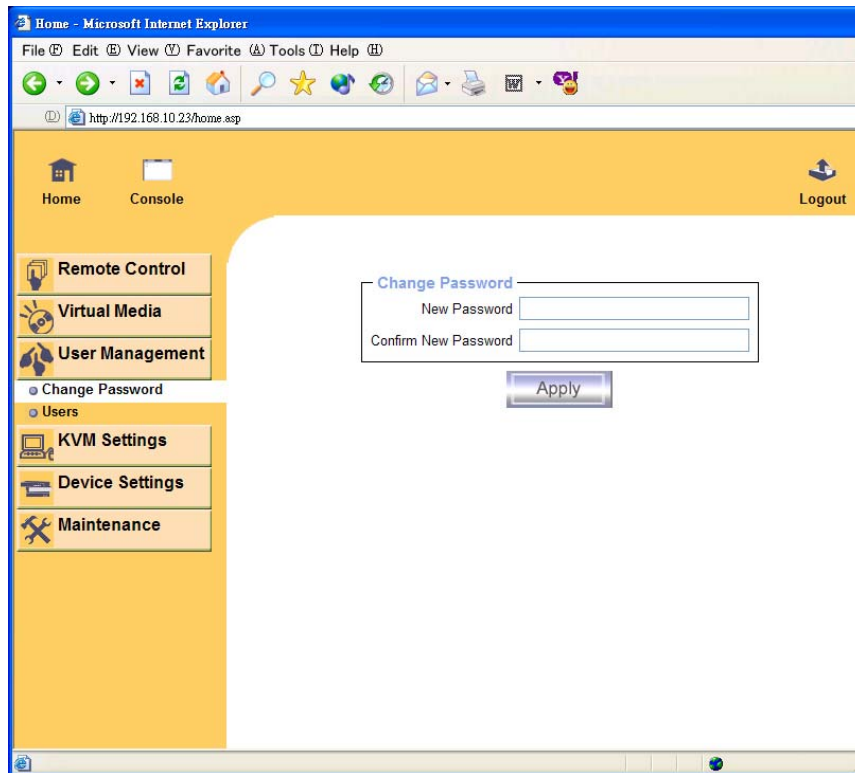 Home - Microsoft Internet Explorer
File (F) Edit (E) View (V) Favorite (A) Tools (T) Help (H)
(D) http://192.168.10.23/home.asp
Home Console Logout
Remote Control
Virtual Media
User Management
Change Password
Users
KVM Settings
Device Settings
Maintenance
Change Password
New Password
Confirm New Password
Apply